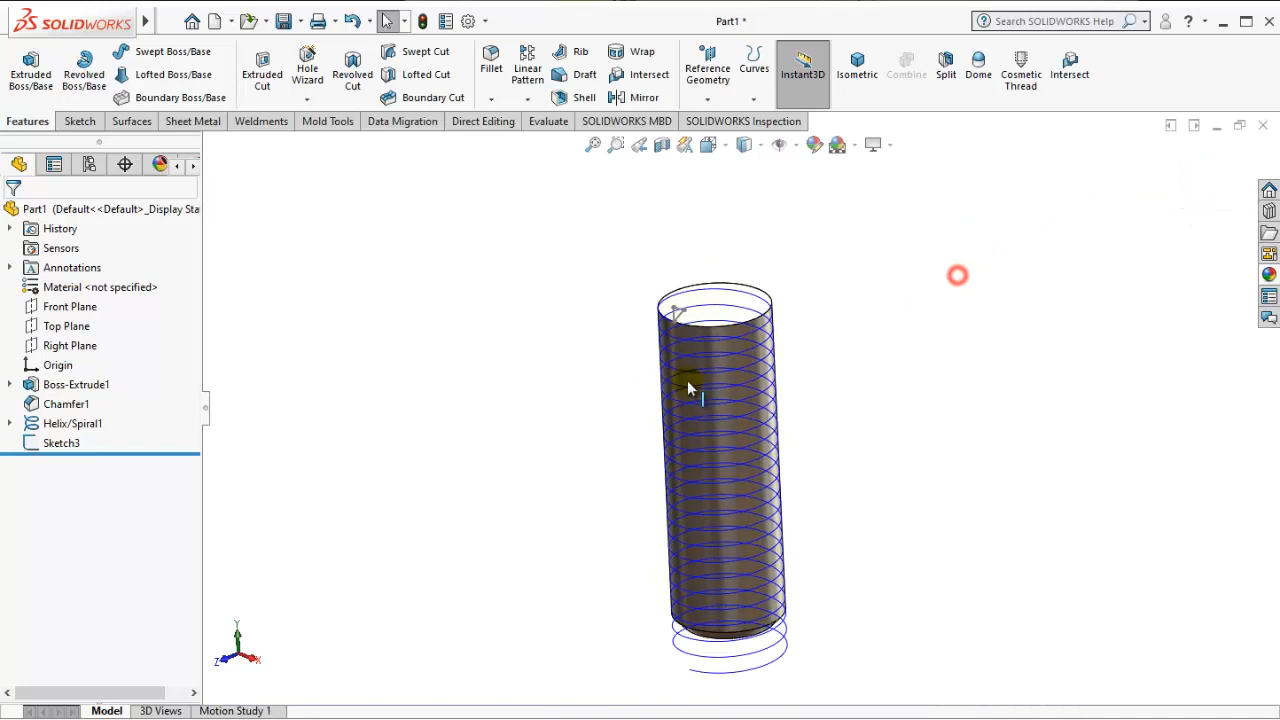 SOLIDWORKS
Part1 *
Search SOLIDWORKS Help
Extruded Boss/Base
Revolved Boss/Base
Swept Boss/Base
Lofted Boss/Base
Boundary Boss/Base
Extruded Cut
Hole Wizard
Revolved Cut
Swept Cut
Lofted Cut
Boundary Cut
Fillet
Linear Pattern
Rib
Draft
Shell
Wrap
Intersect
Mirror
Reference Geometry
Curves
Instant3D
Isometric
Combine
Split
Dome
Cosmetic Thread
Intersect
Features
Sketch
Surfaces
Sheet Metal
Weldments
Mold Tools
Data Migration
Direct Editing
Evaluate
SOLIDWORKS MBD
SOLIDWORKS Inspection
Part1 (Default<<Default>_Display Sta
History
Sensors
Annotations
Material <not specified>
Front Plane
Top Plane
Right Plane
Origin
Boss-Extrude1
Chamfer1
Helix/Spiral1
Sketch3
Y
Z
X
Model
3D Views
Motion Study 1